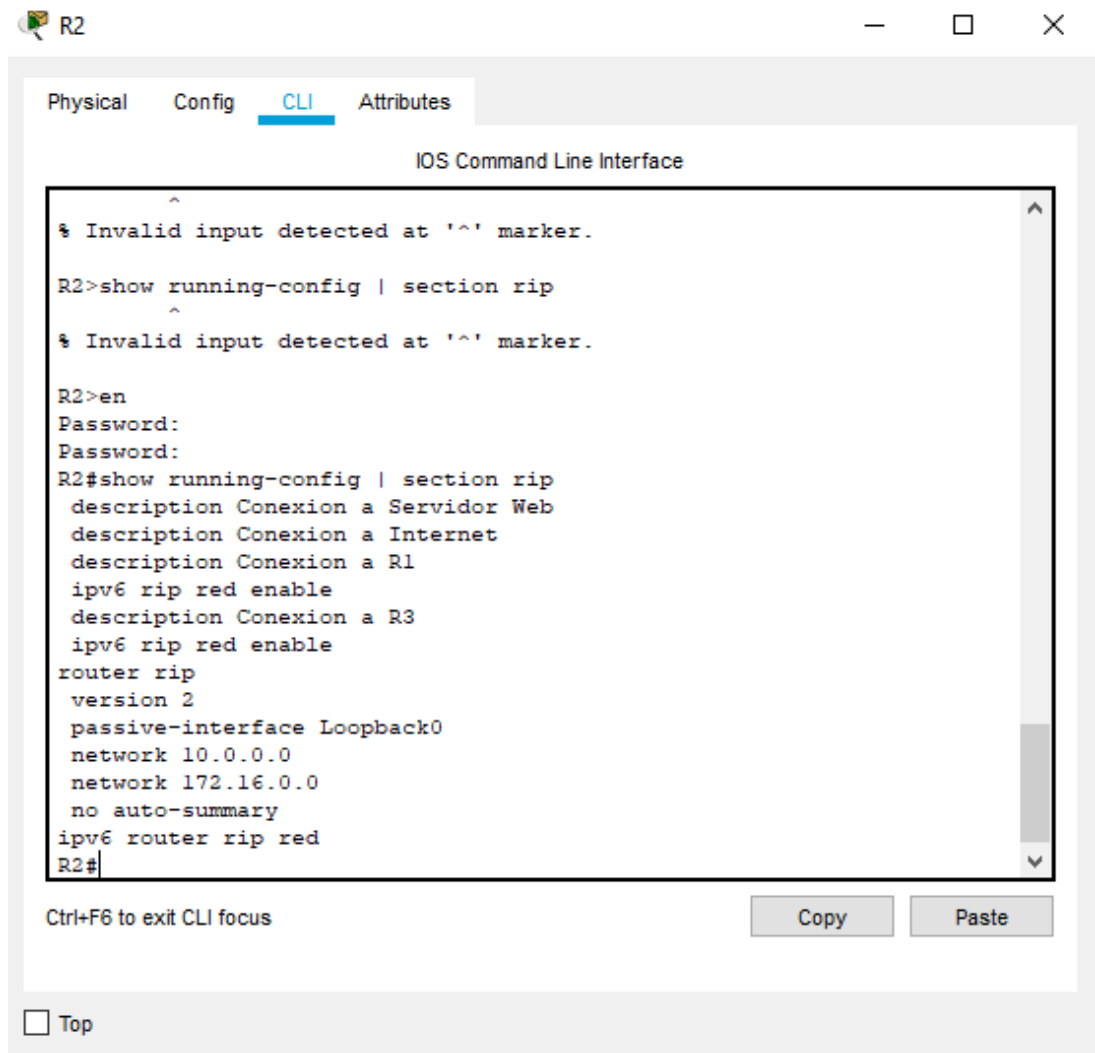 R2
Physical Config CLI Attributes
IOS Command Line Interface
^
% Invalid input detected at '^' marker.
R2>show running-config | section rip
^
% Invalid input detected at '^' marker.
R2>en
Password:
Password:
R2#show running-config | section rip
description Conexion a Servidor Web
description Conexion a Internet
description Conexion a R1
ipv6 rip red enable
description Conexion a R3
ipv6 rip red enable
router rip
version 2
passive-interface Loopback0
network 10.0.0.0
network 172.16.0.0
no auto-summary
ipv6 router rip red
R2#
Ctrl+F6 to exit CLI focus
Copy Paste
Top